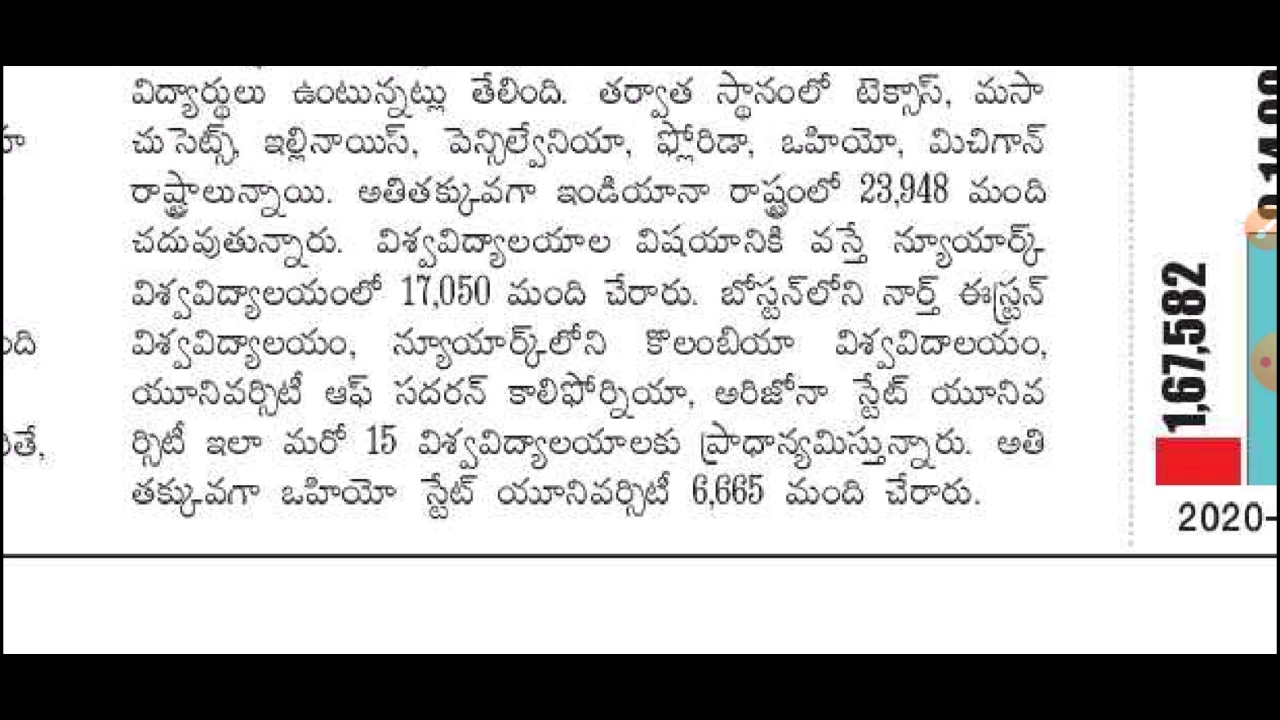 విద్యార్థులు ఉంటున్నట్లు తేలింది. తర్వాత స్థానంలో టెక్సాస్, మసా
చుసెట్స్, ఇల్లినాయిస్, పెన్సిల్వేనియా, ఫ్లోరిడా, ఒహియో, మిచిగాన్
రాష్ట్రాలున్నాయి. అతితక్కువగా ఇండియానా రాష్ట్రంలో 23,948 మంది
చదువుతున్నారు. విశ్వవిద్యాలయాల విషయానికి వస్తే న్యూయార్క్
విశ్వవిద్యాలయంలో 17,050 మంది చేరారు. బోస్టన్‌లోని నార్త్ ఈస్ట్రన్
విశ్వవిద్యాలయం, న్యూయార్క్‌లోని కొలంబియా విశ్వవిదాలయం,
యూనివర్సిటీ ఆఫ్ సదరన్ కాలిఫోర్నియా, అరిజోనా స్టేట్ యూనివ
ర్సిటీ ఇలా మరో 15 విశ్వవిద్యాలయాలకు ప్రాధాన్యమిస్తున్నారు. అతి
తక్కువగా ఒహియో స్టేట్ యూనివర్సిటీ 6,665 మంది చేరారు.
1,67,582
2020-